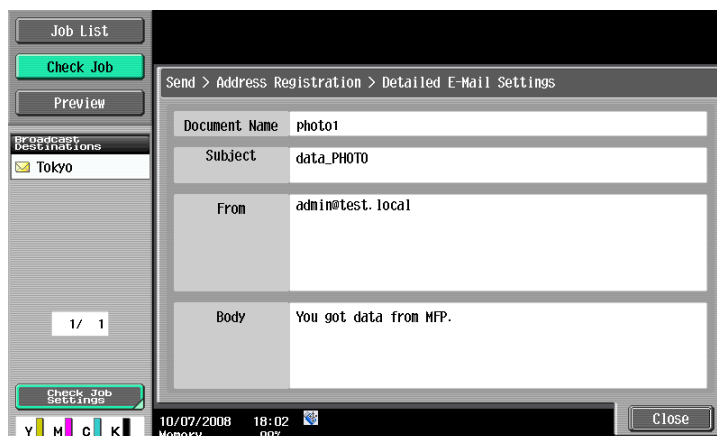 Job List
Check Job
Preview
Broadcast
Destinations
Tokyo
1/ 1
Check Job
Settings
Y M C K
Send > Address Registration > Detailed E-Mail Settings
Document Name photo1
Subject data_PHOTO
From admin@test.local
Body You got data from MFP.
10/07/2008 18:02
Memory 99%
Close